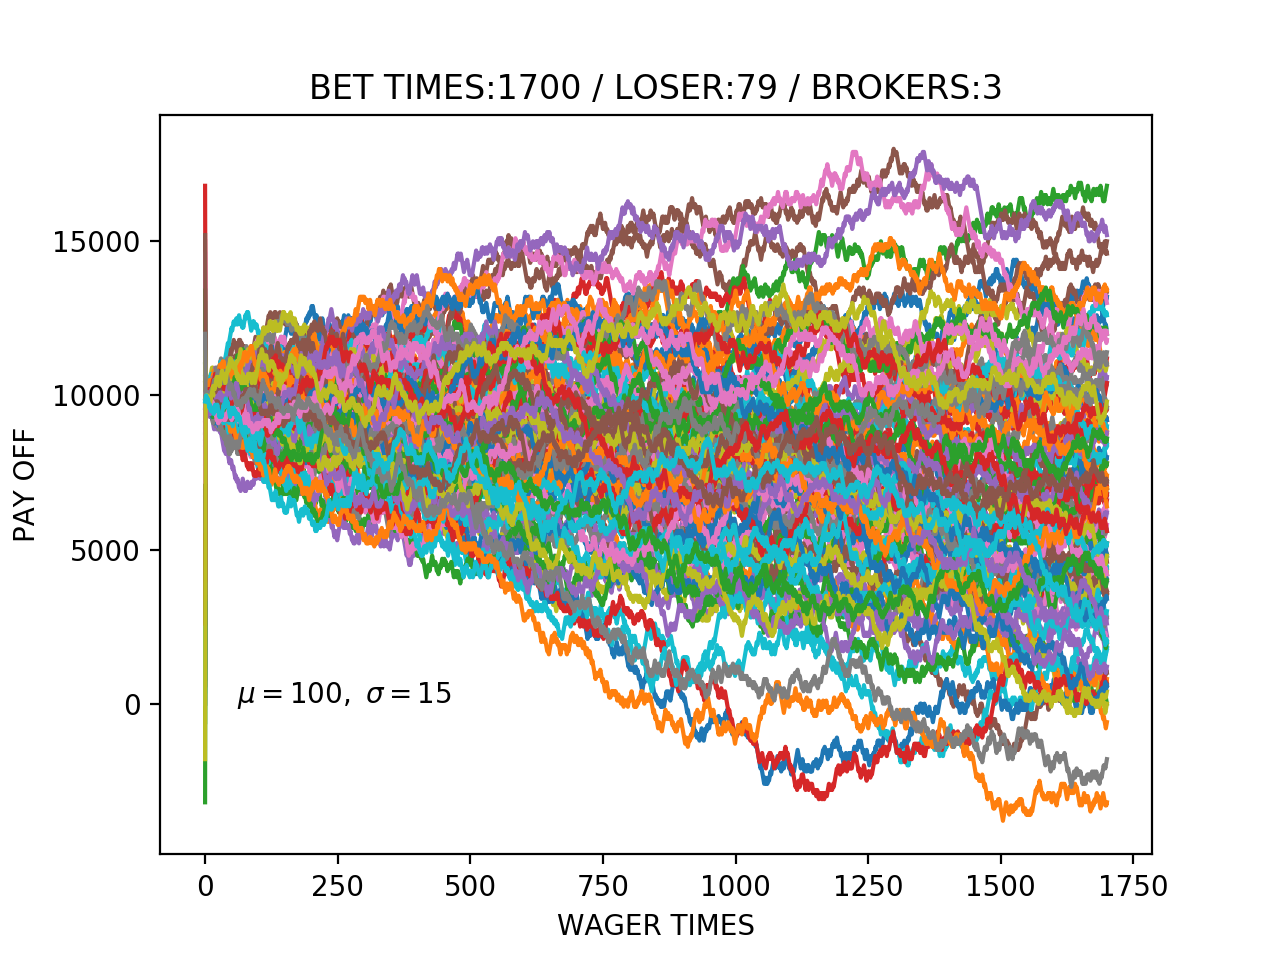 BET TIMES:1700 / LOSER:79 / BROKERS:3
PAY OFF
15000
10000
5000
0
μ = 100, σ = 15
0 250 500 750 1000 1250 1500 1750
WAGER TIMES